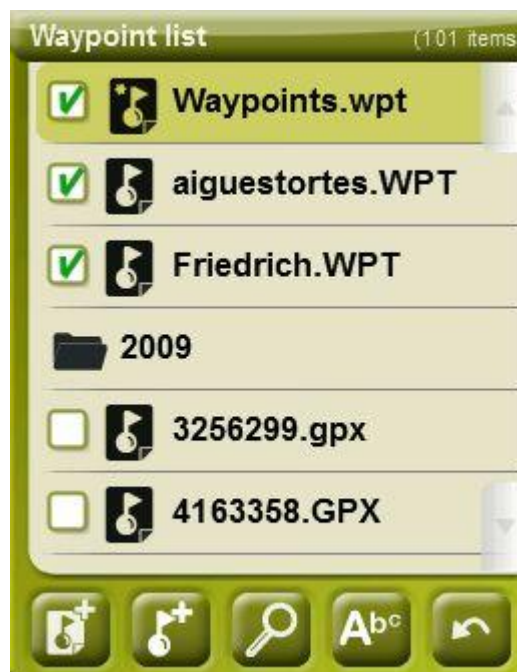 Waypoint list (101 items
Waypoints.wpt
aiguestortes.WPT
Friedrich.WPT
2009
3256299.gpx
4163358.GPX
Abc